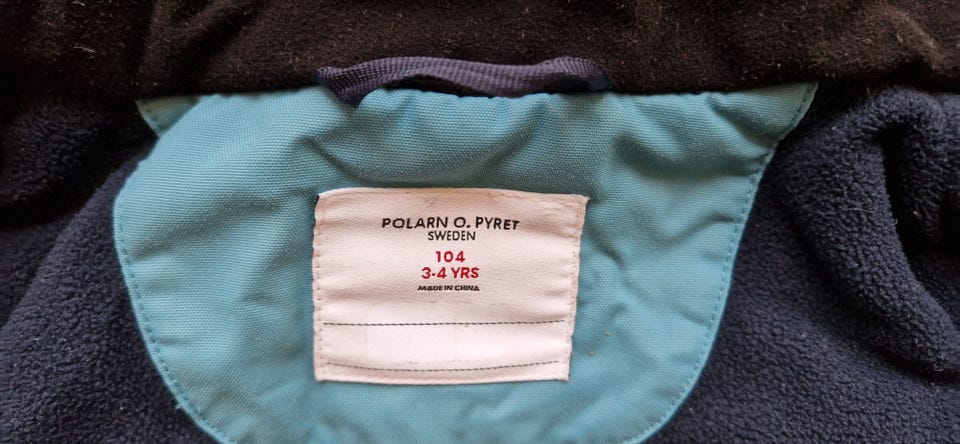 POLARN O. PYRET
SWEDEN
104
3-4 YRS
MADE IN CHINA